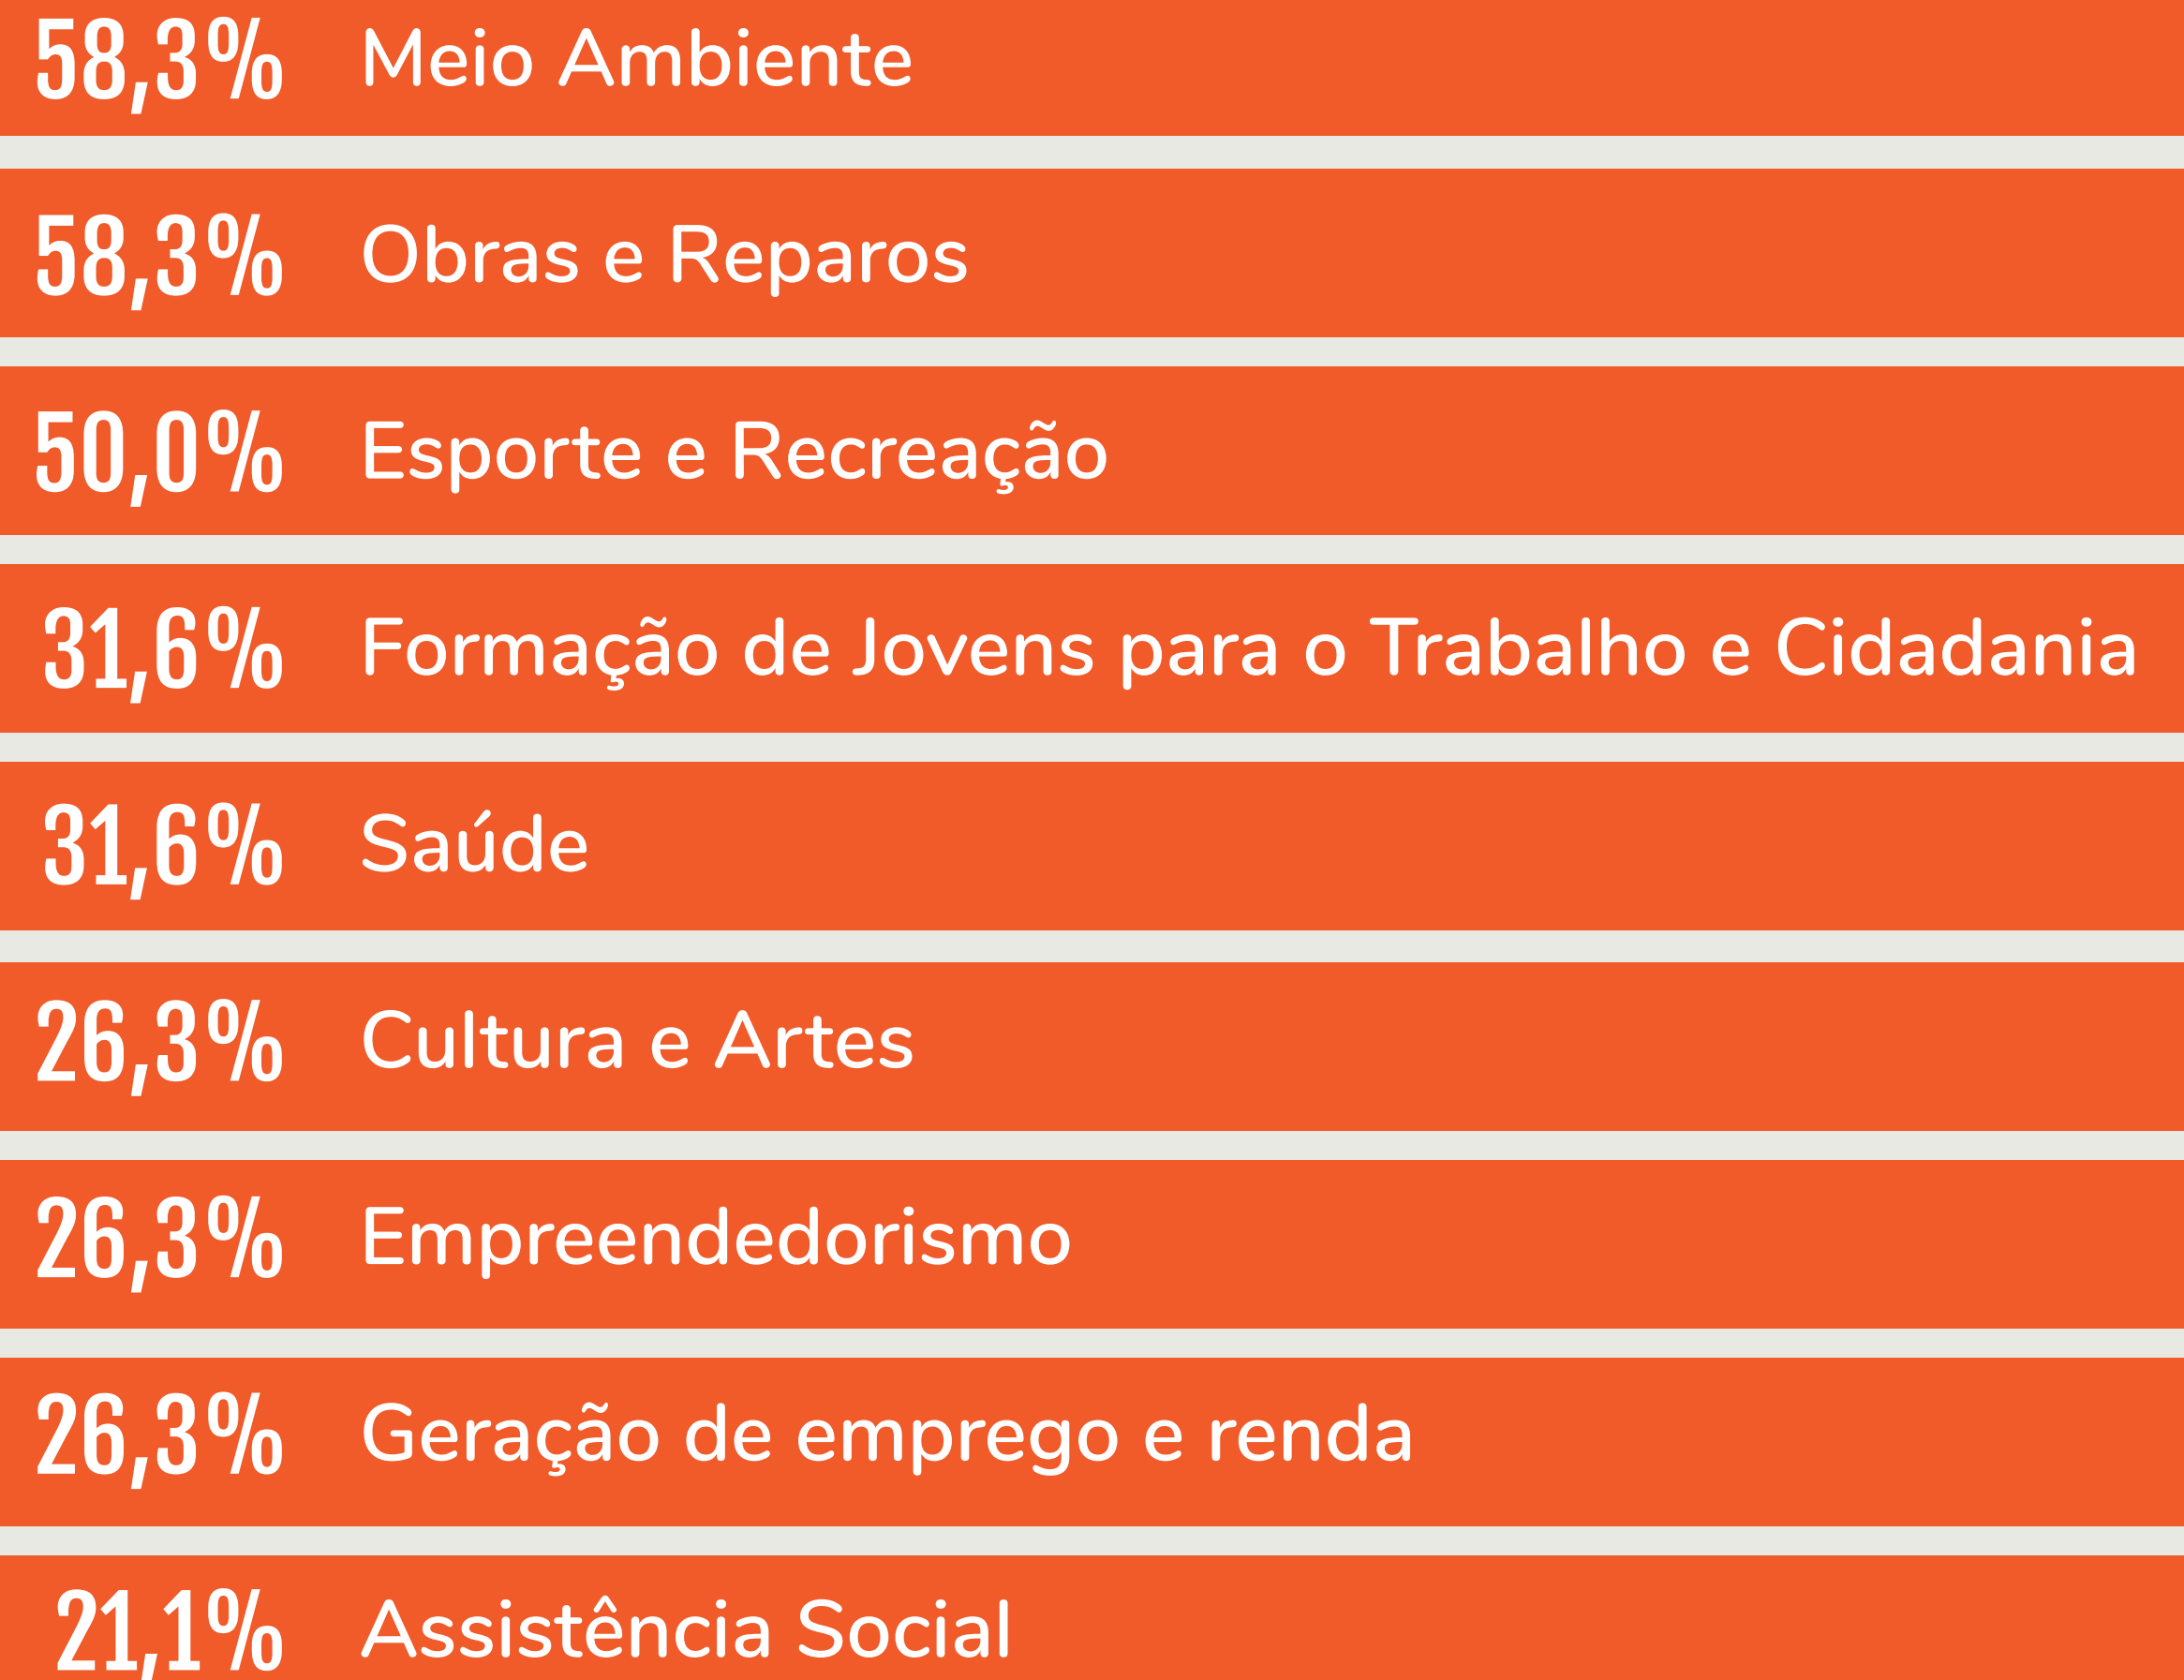 58,3% Meio Ambiente
58,3% Obras e Reparos
50,0% Esporte e Recreação
31,6% Formação de Jovens para o Trabalho e Cidadania
31,6% Saúde
26,3% Cultura e Artes
26,3% Empreendedorismo
26,3% Geração de emprego e renda
21,1% Assistência Social